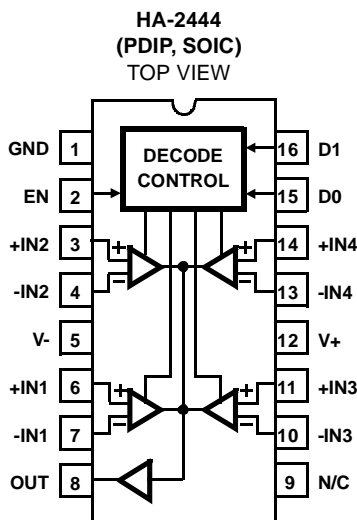 HA-2444
(PDIP, SOIC)
TOP VIEW
GND 1 16 D1
DECODE
CONTROL
EN 2 15 D0
+IN2 3 + + 14 +IN4
-IN2 4 − − 13 -IN4
V- 5 12 V+
+IN1 6 + + 11 +IN3
-IN1 7 − − 10 -IN3
OUT 8 9 N/C